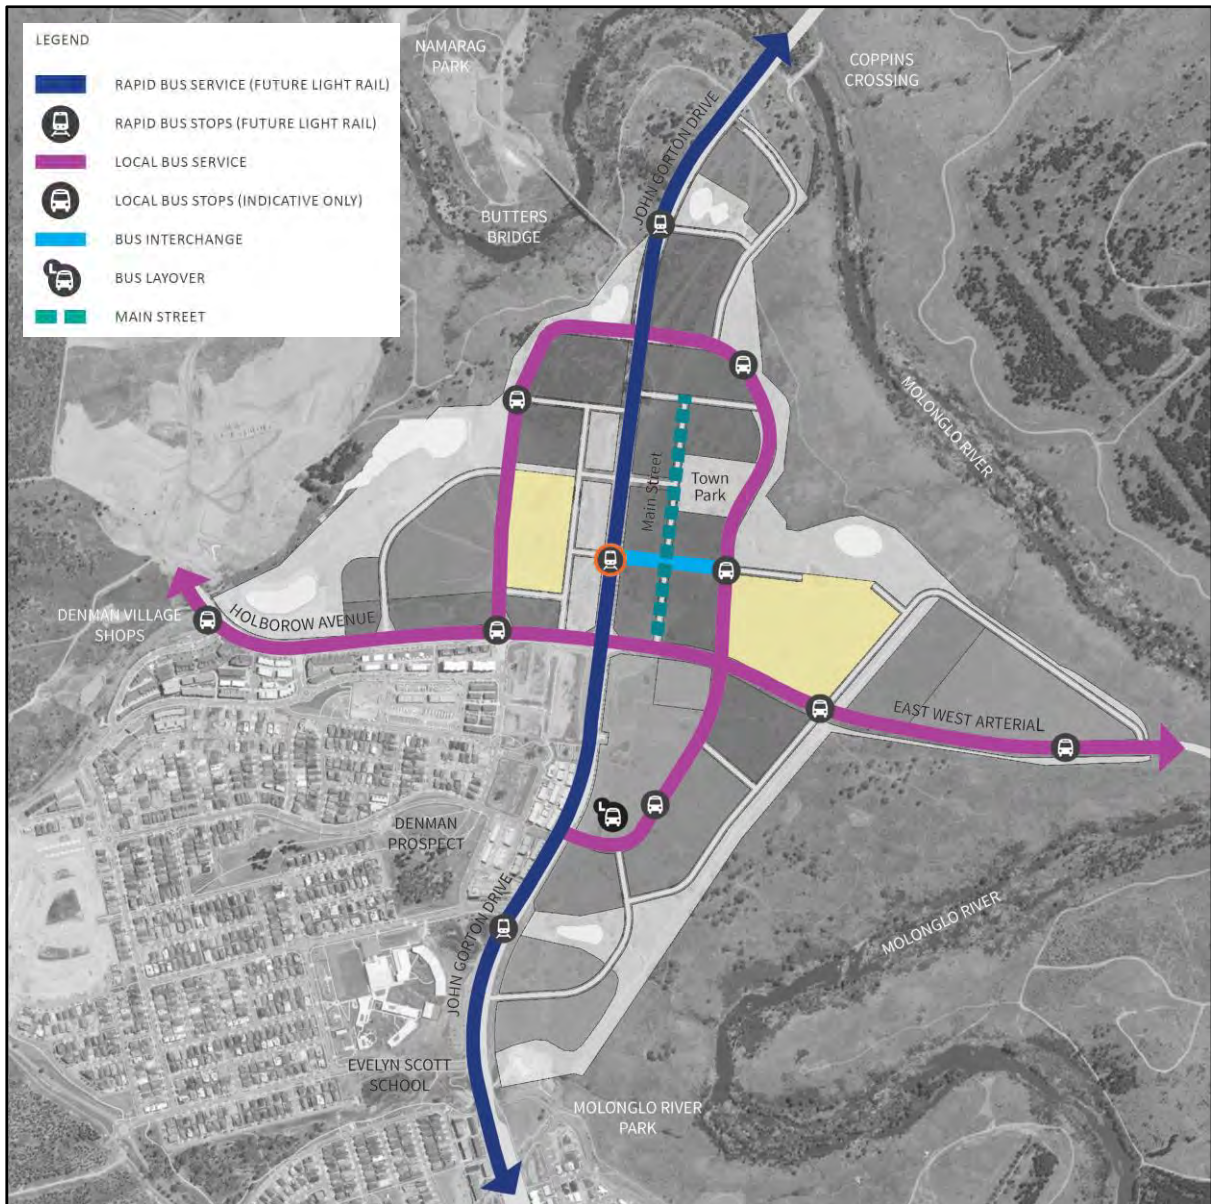 LEGEND
RAPID BUS SERVICE (FUTURE LIGHT RAIL)
RAPID BUS STOPS (FUTURE LIGHT RAIL)
LOCAL BUS SERVICE
LOCAL BUS STOPS (INDICATIVE ONLY)
BUS INTERCHANGE
L
BUS LAYOVER
MAIN STREET
NAMARAG
PARK
COPPINS
CROSSING
JOHN GORTON DRIVE
BUTTERS
BRIDGE
MOLONGLO RIVER
Main Street
Town
Park
DENMAN VILLAGE
SHOPS
HOLBOROW AVENUE
EAST WEST ARTERIAL
L
DENMAN
PROSPECT
JOHN GORTON DRIVE
MOLONGLO RIVER
EVELYN SCOTT
SCHOOL
MOLONGLO RIVER
PARK